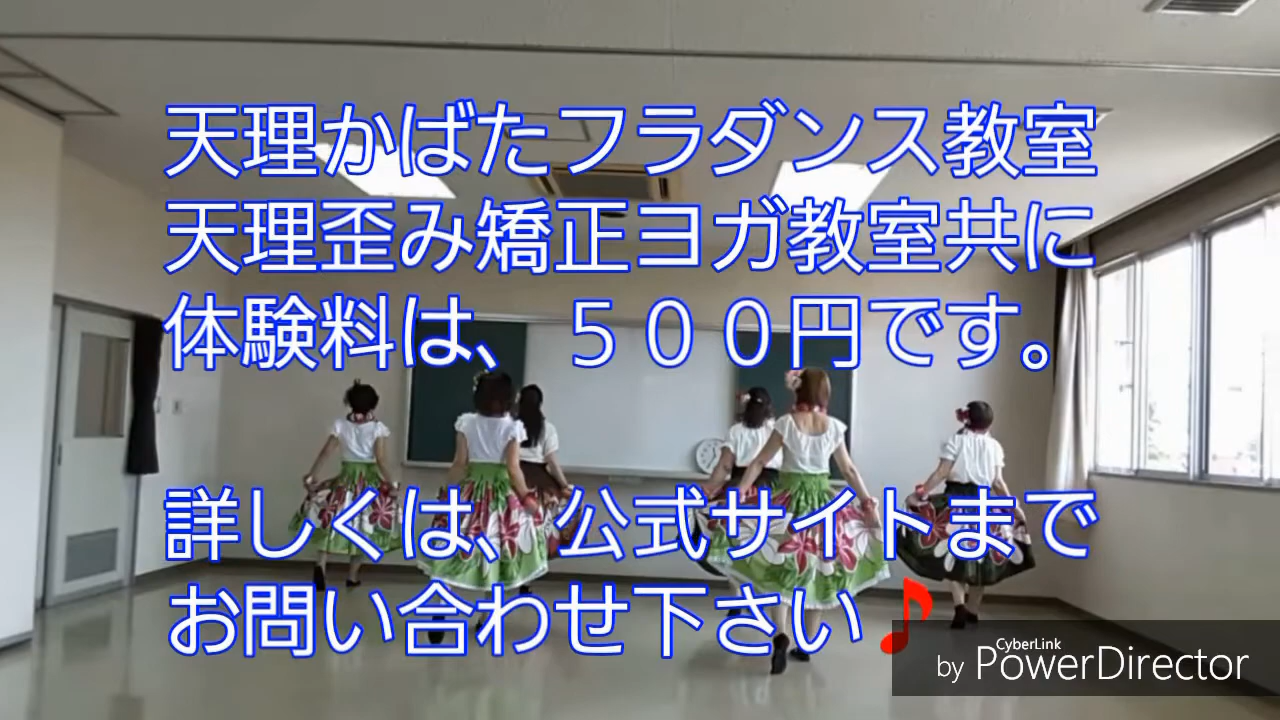 天理かばたフラダンス教室
天理歪み矯正ヨガ教室共に
体験料は、５００円です。
詳しくは、公式サイトまで
お問い合わせ下さい♪
CyberLink
by PowerDirector